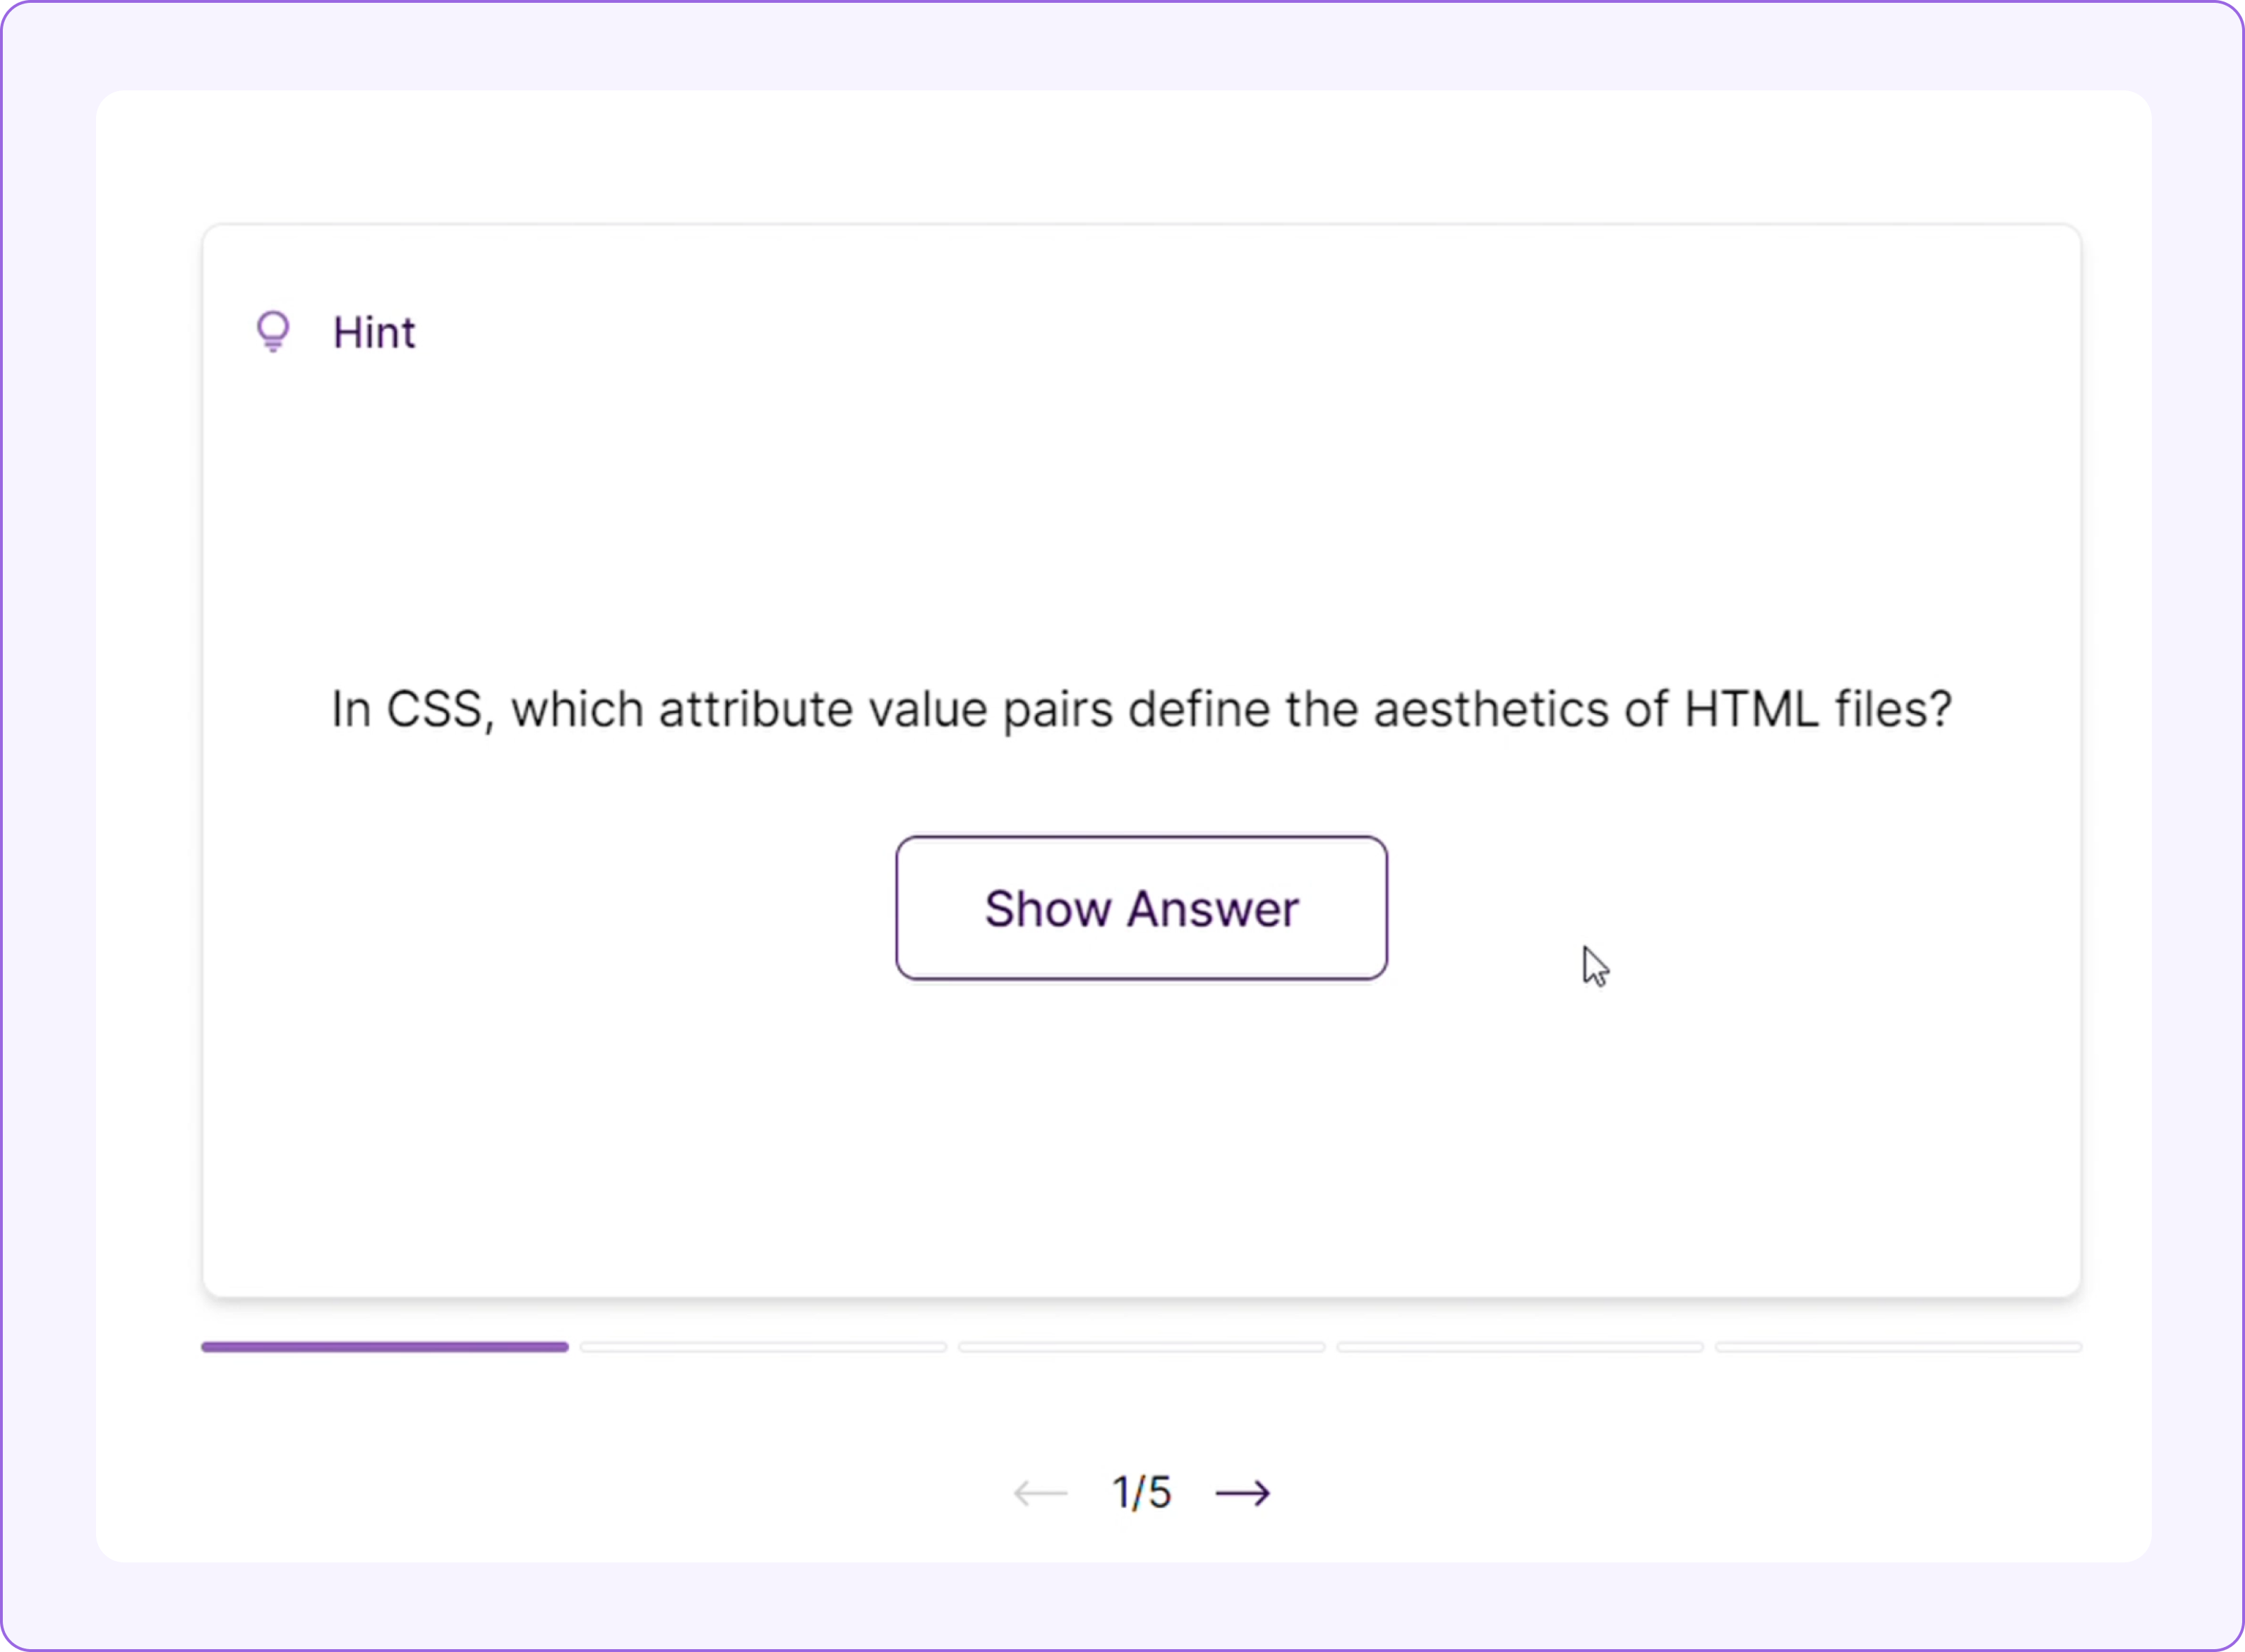 Hint
In CSS, which attribute value pairs define the aesthetics of HTML files?
Show Answer
1/5